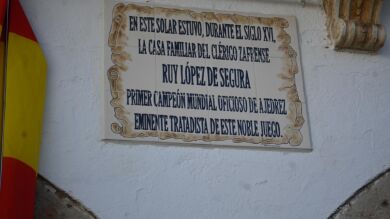 EN ESTE SOLAR ESTUVO, DURANTE EL SIGLO XVI,
LA CASA FAMILIAR DEL CLÉRIGO ZAFRENSE
RUY LÓPEZ DE SEGURA
PRIMER CAMPEÓN MUNDIAL OFICIOSO DE AJEDREZ
EMINENTE TRATADISTA DE ESTE NOBLE JUEGO.